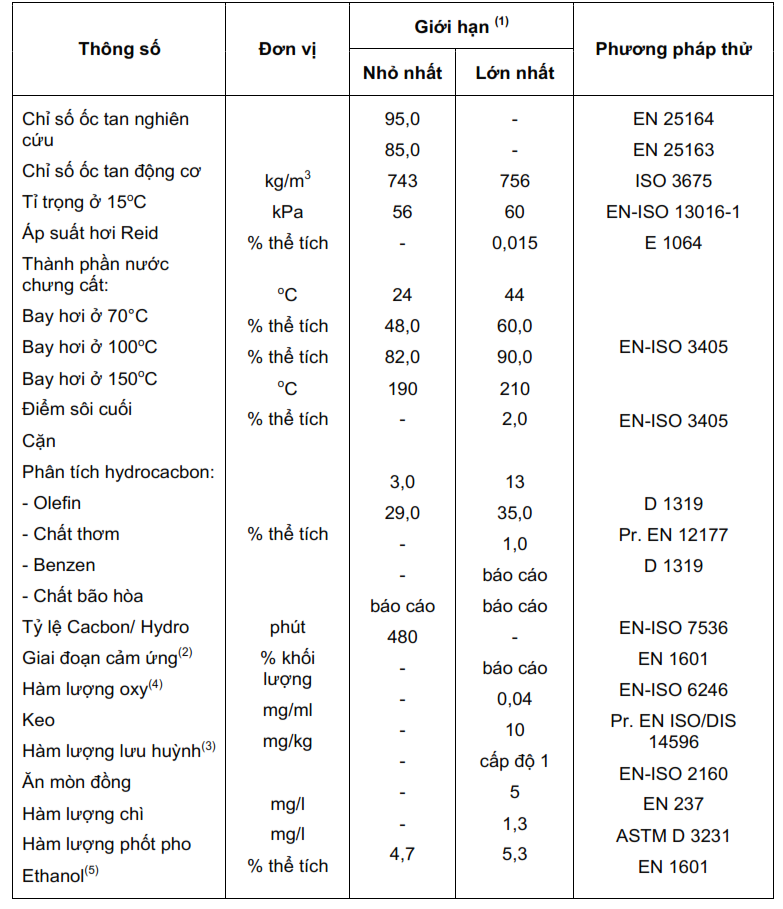 Thông số Đơn vị Giới hạn (1) Phương pháp thử
Nhỏ nhất Lớn nhất
Chỉ số ốc tan nghiên 95,0 - EN 25164
cứu
85,0 - EN 25163
Chỉ số ốc tan động cơ
kg/m3 743 756 ISO 3675
Tỉ trọng ở 15oC
kPa 56 60 EN-ISO 13016-1
Áp suất hơi Reid
% thể tích - 0,015 E 1064
Thành phần nước
chưng cất:
oC 24 44
Bay hơi ở 70°C
% thể tích 48,0 60,0
Bay hơi ở 100oC EN-ISO 3405
% thể tích 82,0 90,0
Bay hơi ở 150oC
oC 190 210
Điểm sôi cuối
% thể tích - 2,0 EN-ISO 3405
Cặn
Phân tích hydrocacbon:
3,0 13
- Olefin D 1319
29,0 35,0
- Chất thơm % thể tích Pr. EN 12177
- 1,0
- Benzen D 1319
- báo cáo
- Chất bão hòa
báo cáo báo cáo
Tỷ lệ Cacbon/ Hydro phút EN-ISO 7536
480 -
Giai đoạn cảm ứng(2) % khối EN 1601
- báo cáo
lượng
Hàm lượng oxy(4) EN-ISO 6246
- 0,04
mg/ml
Keo Pr. EN ISO/DIS
- 10
mg/kg 14596
Hàm lượng lưu huỳnh(3)
- cấp độ 1
Ăn mòn đồng EN-ISO 2160
- 5
mg/l EN 237
Hàm lượng chì
- 1,3
mg/l ASTM D 3231
Hàm lượng phốt pho
4,7 5,3
% thể tích EN 1601
Ethanol(5)